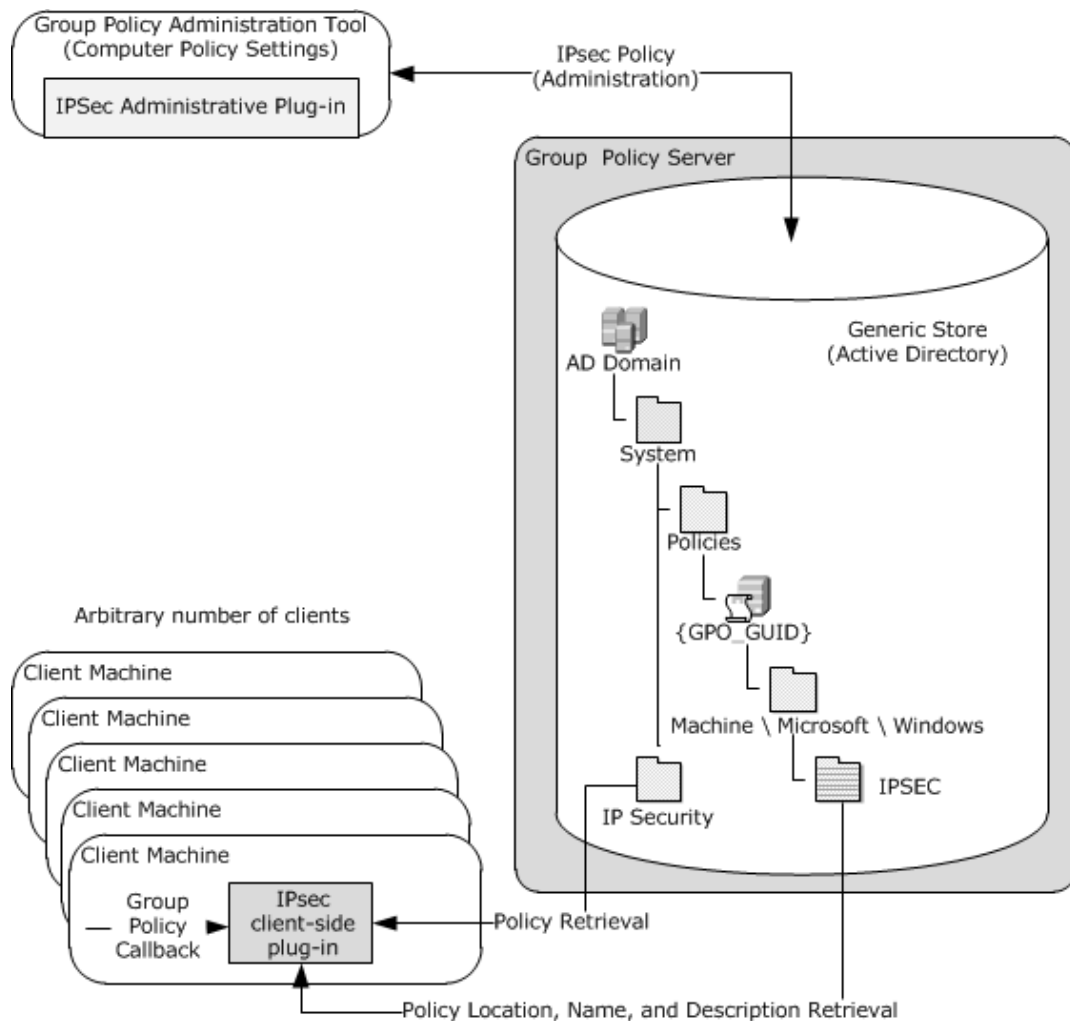 Group Policy Administration Tool
(Computer Policy Settings)
IPSec Administrative Plug-in
IPsec Policy
(Administration)
Group Policy Server
Generic Store
(Active Directory)
AD Domain
System
Policies
{GPO_GUID}
Machine \ Microsoft \ Windows
IPSEC
IP Security
Arbitrary number of clients
Client Machine
Client Machine
Client Machine
Client Machine
Client Machine
Group
Policy
Callback
IPsec
client-side
plug-in
Policy Retrieval
Policy Location, Name, and Description Retrieval